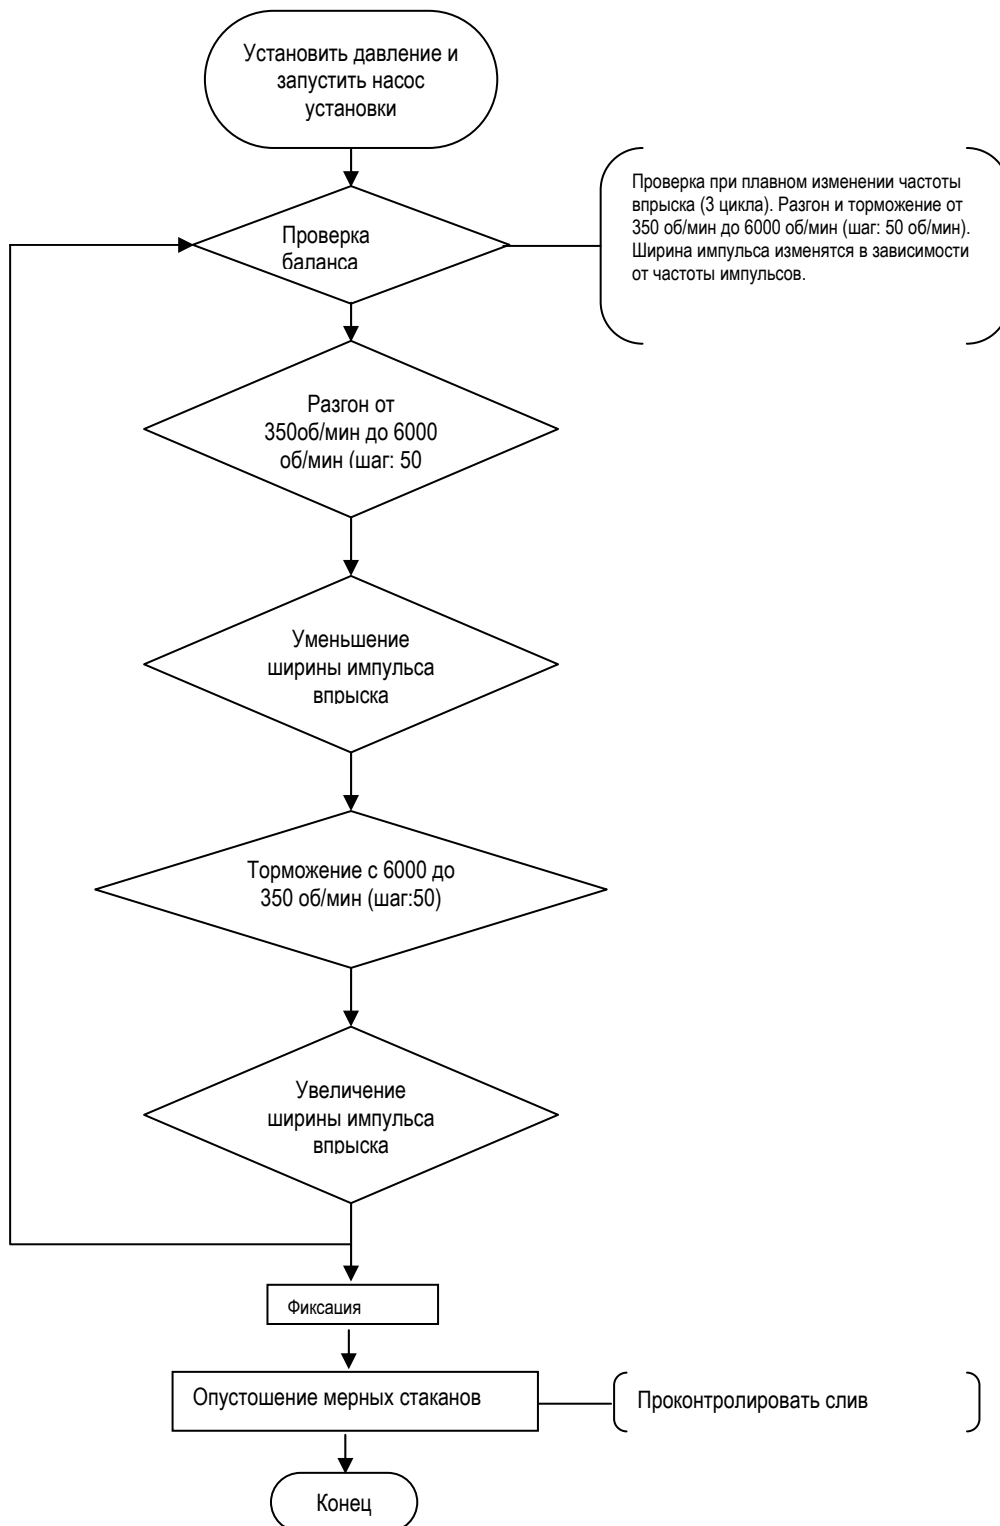 Установить давление и
запустить насос
установки
Проверка
баланса
Проверка при плавном изменении частоты
впрыска (3 цикла). Разгон и торможение от
350 об/мин до 6000 об/мин (шаг: 50 об/мин).
Ширина импульса изменятся в зависимости
от частоты импульсов.
Разгон от
350об/мин до 6000
об/мин (шаг: 50
Уменьшение
ширины импульса
впрыска
Торможение с 6000 до
350 об/мин (шаг:50)
Увеличение
ширины импульса
впрыска
Фиксация
Опустошение мерных стаканов
Проконтролировать слив
Конец